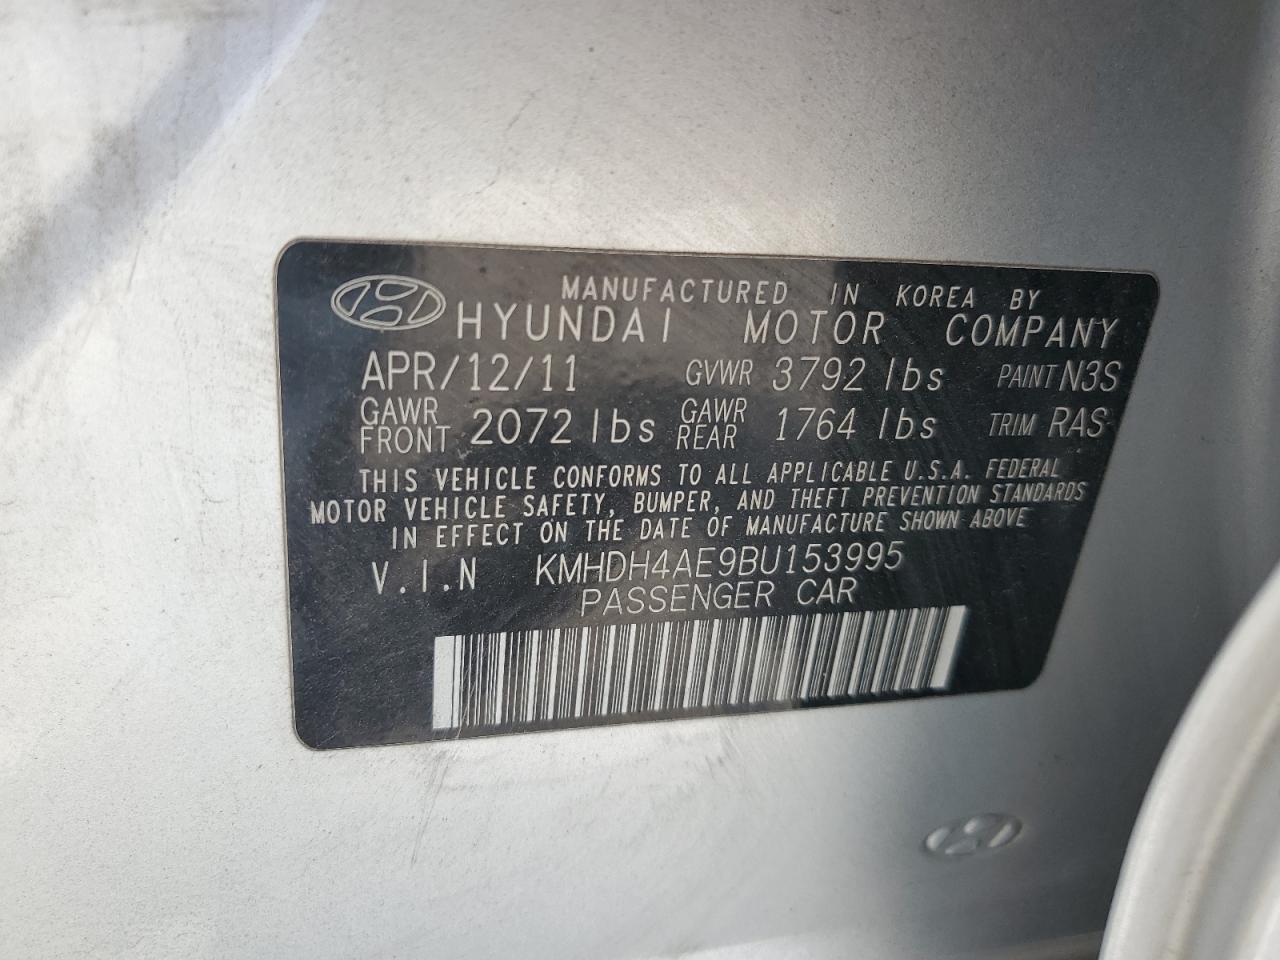 MANUFACTURED IN KOREA BY
HYUNDAI MOTOR COMPANY
APR/12/11 GVWR 3792 lbs PAINT N3S
GAWR FRONT 2072 lbs GAWR REAR 1764 lbs TRIM RAS
THIS VEHICLE CONFORMS TO ALL APPLICABLE U.S.A. FEDERAL
MOTOR VEHICLE SAFETY, BUMPER, AND THEFT PREVENTION STANDARDS
IN EFFECT ON THE DATE OF MANUFACTURE SHOWN ABOVE
V.I.N KMHDH4AE9BU153995
PASSENGER CAR